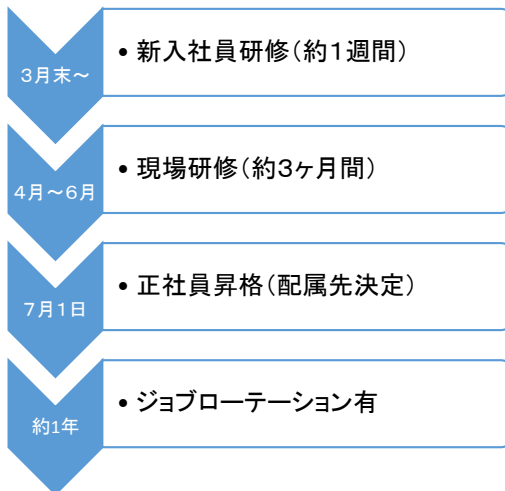 3月末～
• 新入社員研修（約１週間）
４月～６月
• 現場研修（約３ヶ月間）
７月１日
• 正社員昇格（配属先決定）
約1年
• ジョブローテーション有